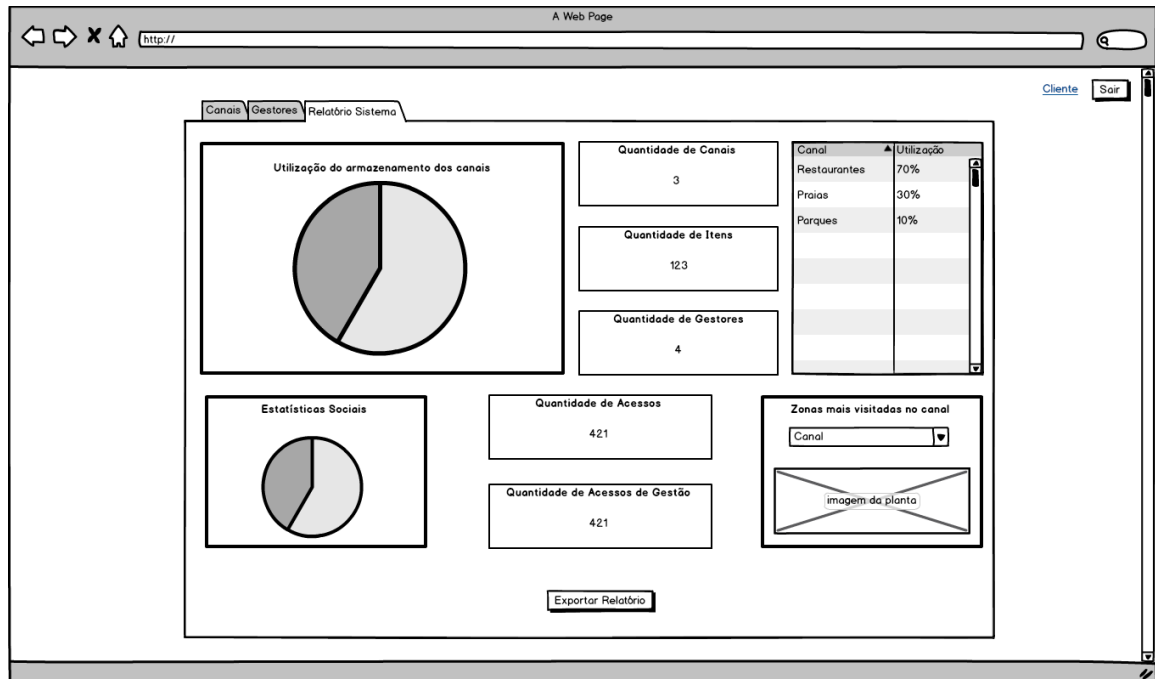 A Web Page
http://
Cliente
Sair
Canais
Gestores
Relatório Sistema
Utilização do armazenamento dos canais
Quantidade de Canais
3
Quantidade de Itens
123
Quantidade de Gestores
4
Canal Utilização
Restaurantes 70%
Praias 30%
Parques 10%
Estatísticas Sociais
Quantidade de Acessos
421
Quantidade de Acessos de Gestão
421
Zonas mais visitadas no canal
Canal
imagem da planta
Exportar Relatório